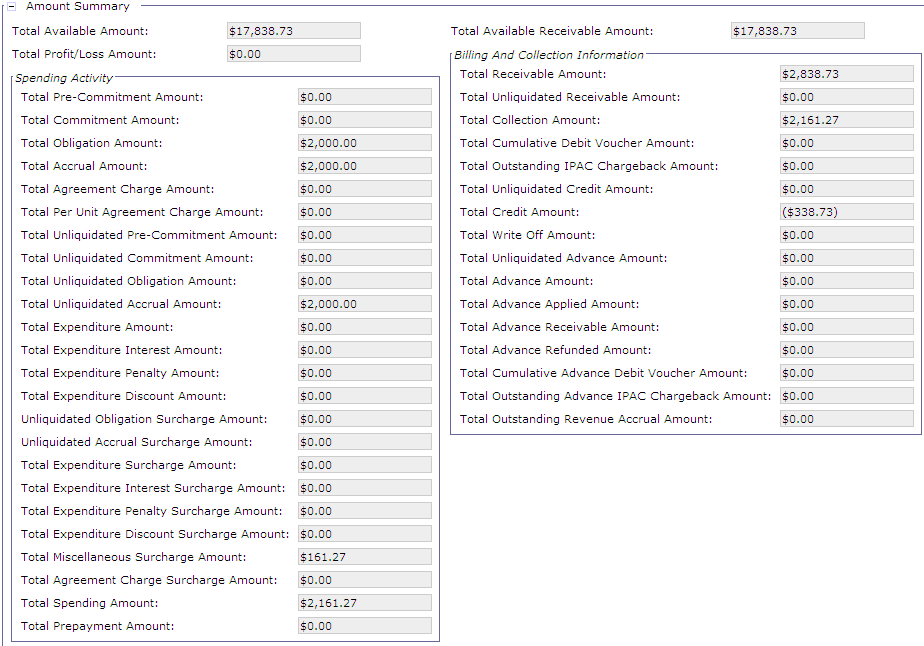 Amount Summary
Total Available Amount: $17,838.73
Total Profit/Loss Amount: $0.00
Spending Activity
Total Pre-Commitment Amount: $0.00
Total Commitment Amount: $0.00
Total Obligation Amount: $2,000.00
Total Accrual Amount: $2,000.00
Total Agreement Charge Amount: $0.00
Total Per Unit Agreement Charge Amount: $0.00
Total Unliquidated Pre-Commitment Amount: $0.00
Total Unliquidated Commitment Amount: $0.00
Total Unliquidated Obligation Amount: $0.00
Total Unliquidated Accrual Amount: $2,000.00
Total Expenditure Amount: $0.00
Total Expenditure Interest Amount: $0.00
Total Expenditure Penalty Amount: $0.00
Total Expenditure Discount Amount: $0.00
Unliquidated Obligation Surcharge Amount: $0.00
Unliquidated Accrual Surcharge Amount: $0.00
Total Expenditure Surcharge Amount: $0.00
Total Expenditure Interest Surcharge Amount: $0.00
Total Expenditure Penalty Surcharge Amount: $0.00
Total Expenditure Discount Surcharge Amount: $0.00
Total Miscellaneous Surcharge Amount: $161.27
Total Agreement Charge Surcharge Amount: $0.00
Total Spending Amount: $2,161.27
Total Prepayment Amount: $0.00
Total Available Receivable Amount: $17,838.73
Billing And Collection Information
Total Receivable Amount: $2,838.73
Total Unliquidated Receivable Amount: $0.00
Total Collection Amount: $2,161.27
Total Cumulative Debit Voucher Amount: $0.00
Total Outstanding IPAC Chargeback Amount: $0.00
Total Unliquidated Credit Amount: $0.00
Total Credit Amount: ($338.73)
Total Write Off Amount: $0.00
Total Unliquidated Advance Amount: $0.00
Total Advance Amount: $0.00
Total Advance Applied Amount: $0.00
Total Advance Receivable Amount: $0.00
Total Advance Refunded Amount: $0.00
Total Cumulative Advance Debit Voucher Amount: $0.00
Total Outstanding Advance IPAC Chargeback Amount: $0.00
Total Outstanding Revenue Accrual Amount: $0.00